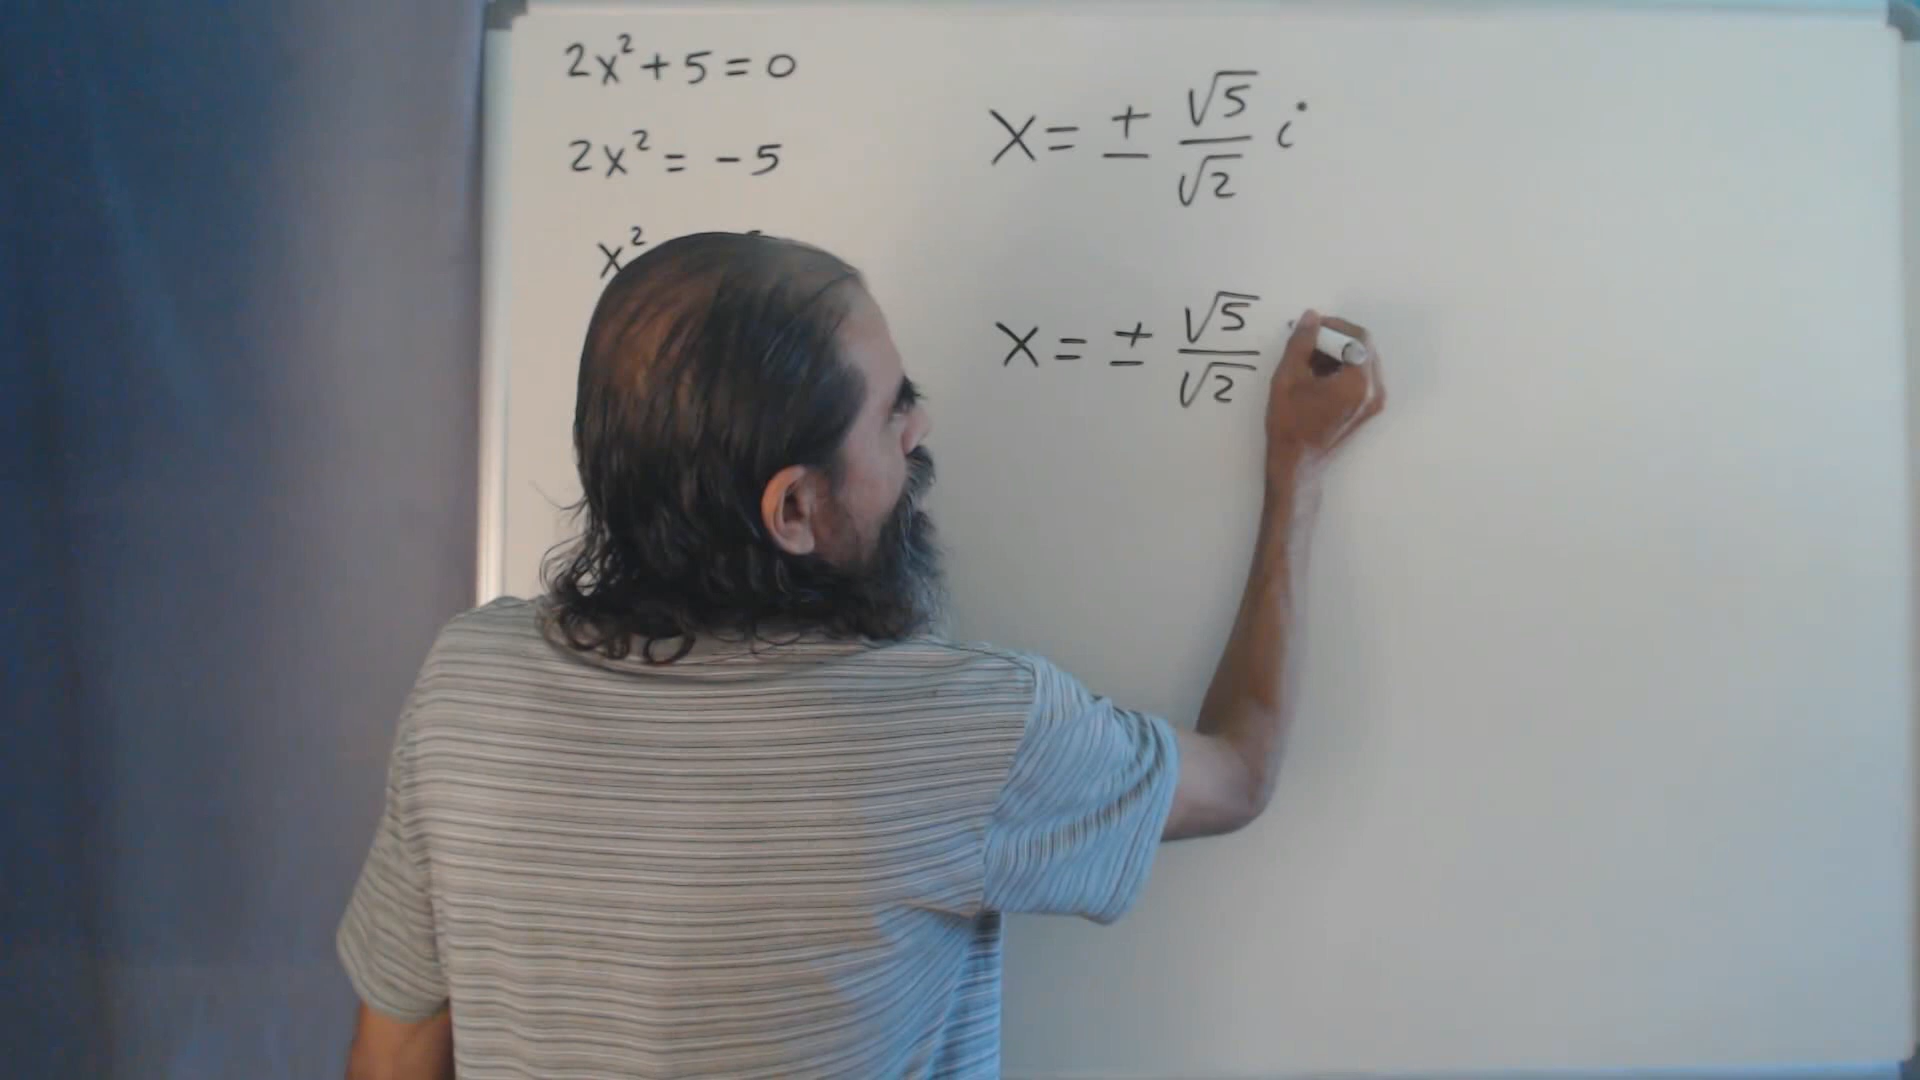 2x² + 5 = 0
2x² = -5
x²
x = ± √5/√2 i
x = ± √5/√2